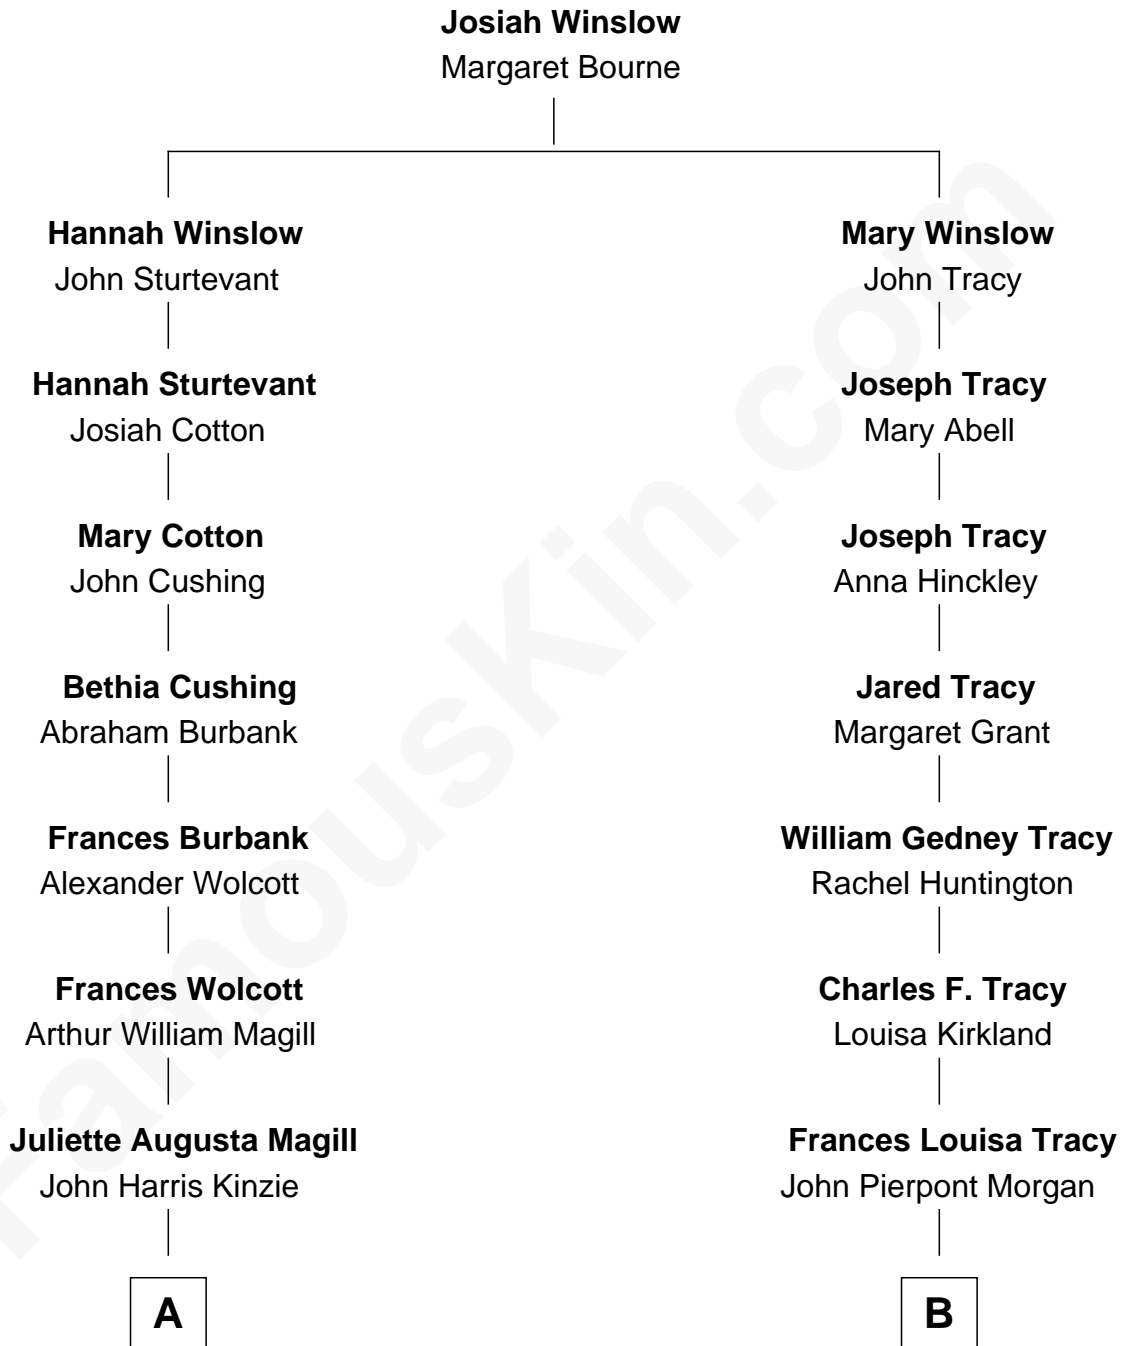 Josiah Winslow
Margaret Bourne
Hannah Winslow
John Sturtevant
Mary Winslow
John Tracy
Hannah Sturtevant
Josiah Cotton
Joseph Tracy
Mary Abell
Mary Cotton
John Cushing
Joseph Tracy
Anna Hinckley
Bethia Cushing
Abraham Burbank
Jared Tracy
Margaret Grant
Frances Burbank
Alexander Wolcott
William Gedney Tracy
Rachel Huntington
Frances Wolcott
Arthur William Magill
Charles F. Tracy
Louisa Kirkland
Juliette Augusta Magill
John Harris Kinzie
Frances Louisa Tracy
John Pierpont Morgan
A
B
FamousKin.com